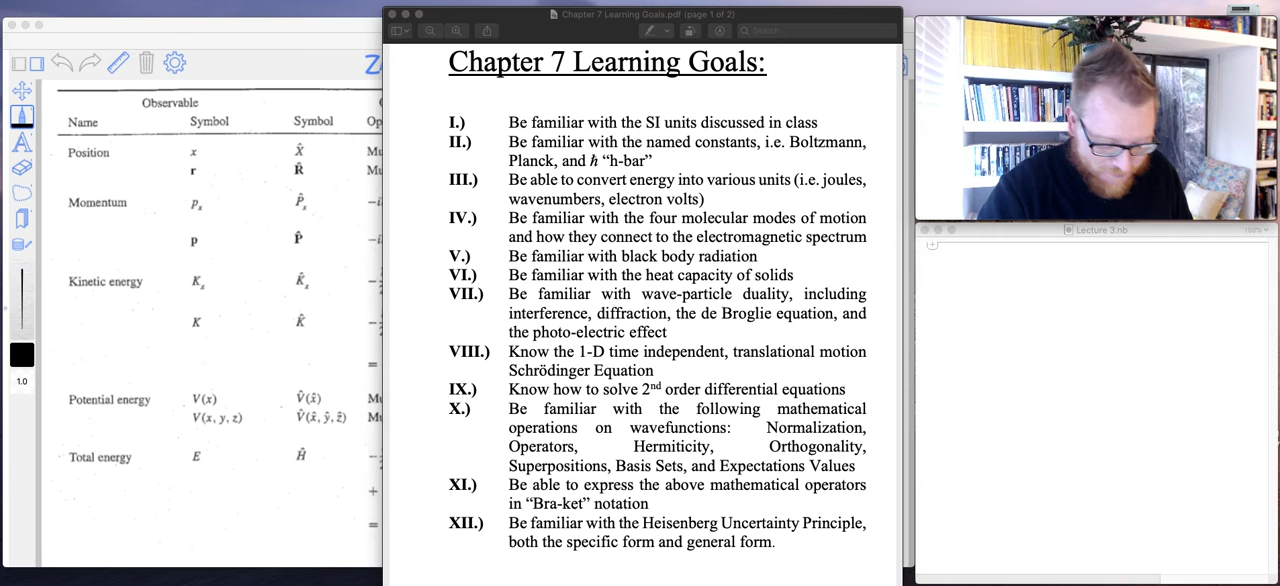 Chapter 7 Learning Goals.pdf (page 1 of 2)
Search...
Chapter 7 Learning Goals:
I.) Be familiar with the SI units discussed in class
II.) Be familiar with the named constants, i.e. Boltzmann,
Planck, and ℏ “h-bar”
III.) Be able to convert energy into various units (i.e. joules,
wavenumbers, electron volts)
IV.) Be familiar with the four molecular modes of motion
and how they connect to the electromagnetic spectrum
V.) Be familiar with black body radiation
VI.) Be familiar with the heat capacity of solids
VII.) Be familiar with wave-particle duality, including
interference, diffraction, the de Broglie equation, and
the photo-electric effect
VIII.) Know the 1-D time independent, translational motion
Schrödinger Equation
IX.) Know how to solve 2nd order differential equations
X.) Be familiar with the following mathematical
operations on wavefunctions: Normalization,
Operators, Hermiticity, Orthogonality,
Superpositions, Basis Sets, and Expectations Values
XI.) Be able to express the above mathematical operators
in “Bra-ket” notation
XII.) Be familiar with the Heisenberg Uncertainty Principle,
both the specific form and general form.
Observable
Name Symbol Symbol Op
Position x X̂ Mu
r R̂ Mu
Momentum pₓ P̂ₓ −i
p P̂ −i
Kinetic energy Kₓ K̂ₓ −
K K̂ −
=
Potential energy V(x) V̂(x̂) Mu
V(x, y, z) V̂(x̂, ŷ, ẑ) Mu
Total energy E Ĥ −
+
=
1.0
Lecture 3.nb
150%